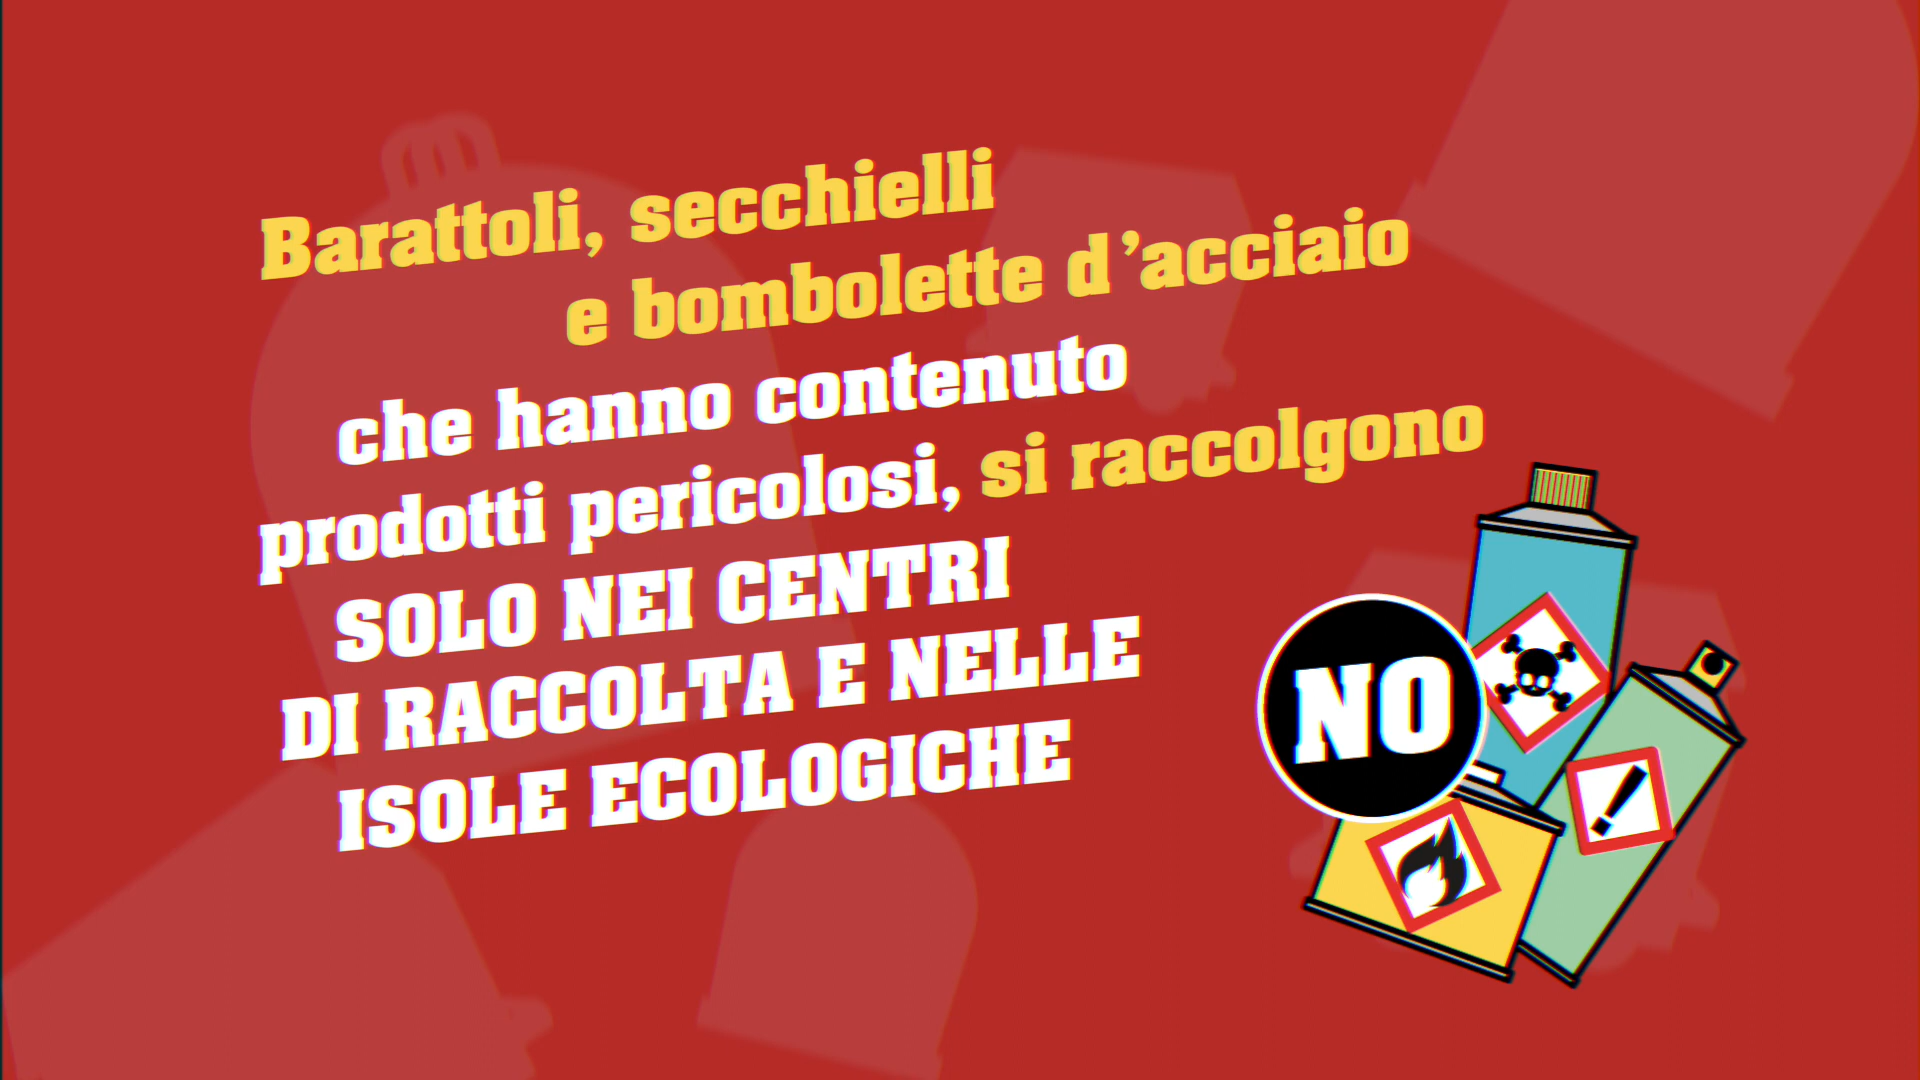 Barattoli, secchielli
e bombolette d'acciaio
che hanno contenuto
prodotti pericolosi, si raccolgono
SOLO NEI CENTRI
DI RACCOLTA E NELLE
ISOLE ECOLOGICHE
NO